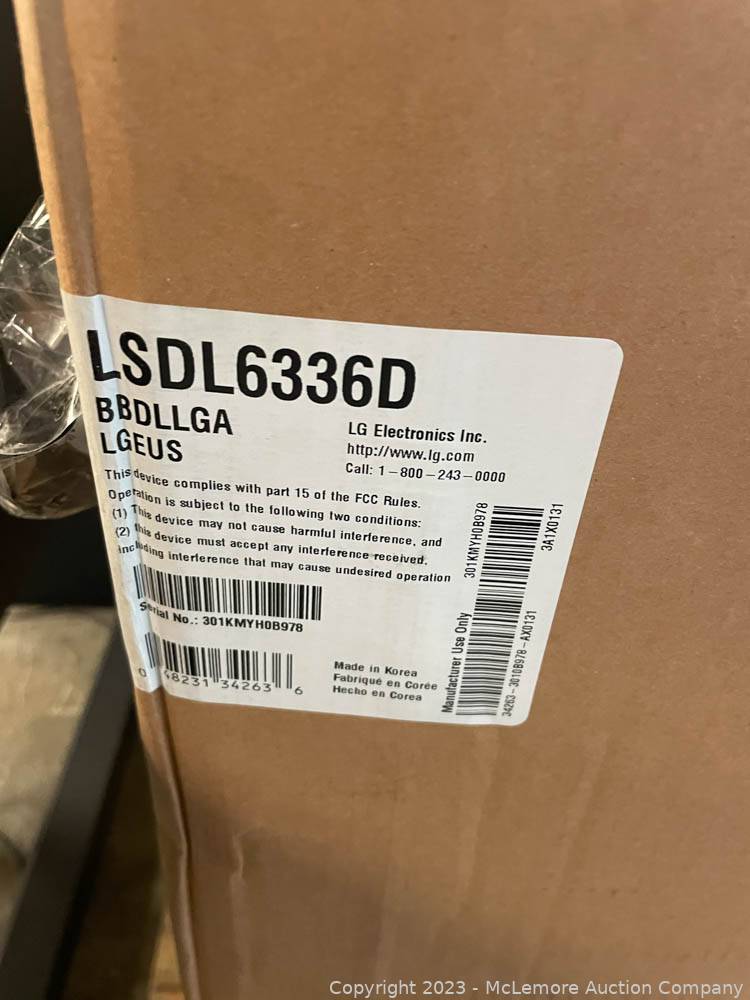 LSDL6336D
BBDLLGA
LGEUS
LG Electronics Inc.
http://www.lg.com
Call: 1-800-243-0000
This device complies with part 15 of the FCC Rules.
Operation is subject to the following two conditions:
(1) This device may not cause harmful interference, and
(2) this device must accept any interference received,
including interference that may cause undesired operation
Serial No.: 301KMYH0B978
0 48231 34263 6
Made in Korea
Fabriqué en Corée
Hecho en Corea
Manufacturer Use Only
301KMYH0B978
3A1X0131
34263-3010B978-AX0131
Copyright 2023 - McLemore Auction Company